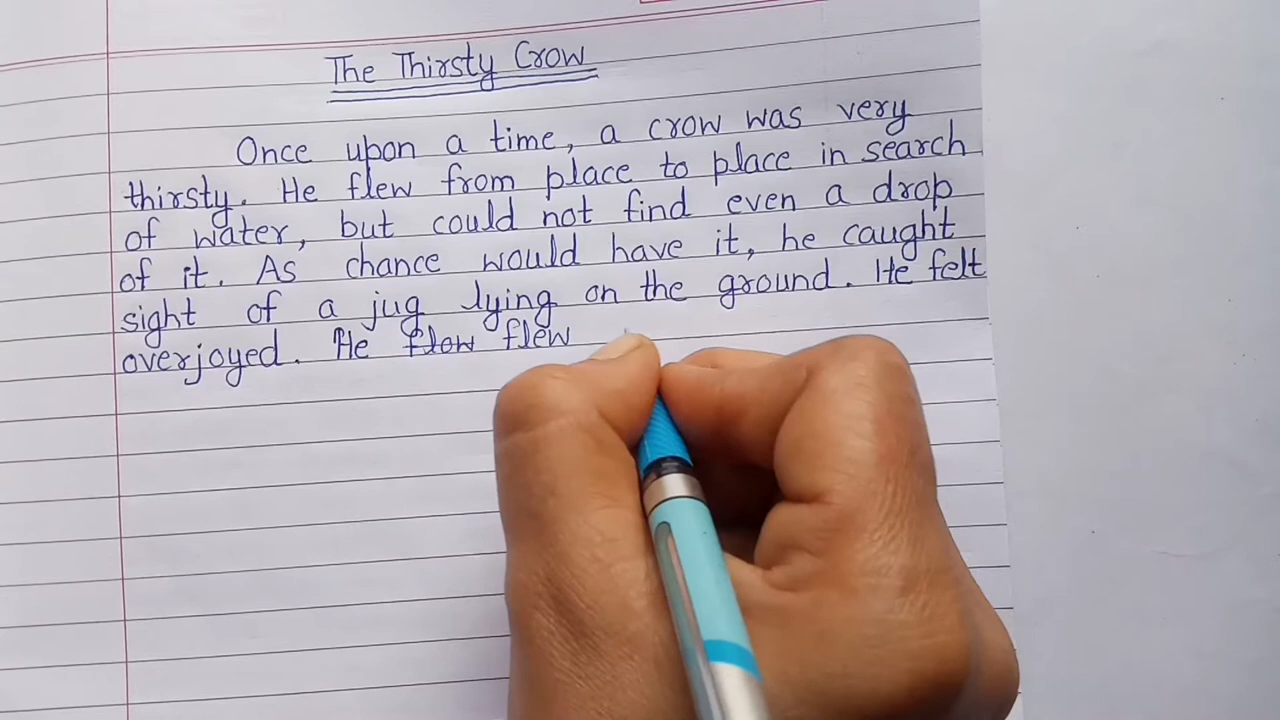 The Thirsty Crow
Once upon a time, a crow was very
thirsty. He flew from place to place in search
of water, but could not find even a drop
of it. As chance would have it, he caught
sight of a jug lying on the ground. He felt
overjoyed. He flow flew